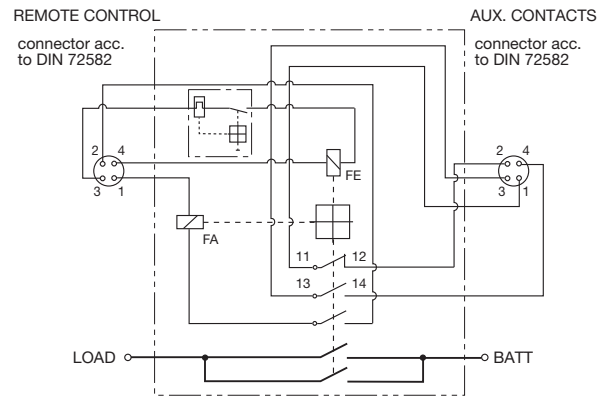 REMOTE CONTROL
connector acc.
to DIN 72582
AUX. CONTACTS
connector acc.
to DIN 72582
2 4
3 1
FE
FA
2 4
3 1
11 12
13 14
LOAD
BATT